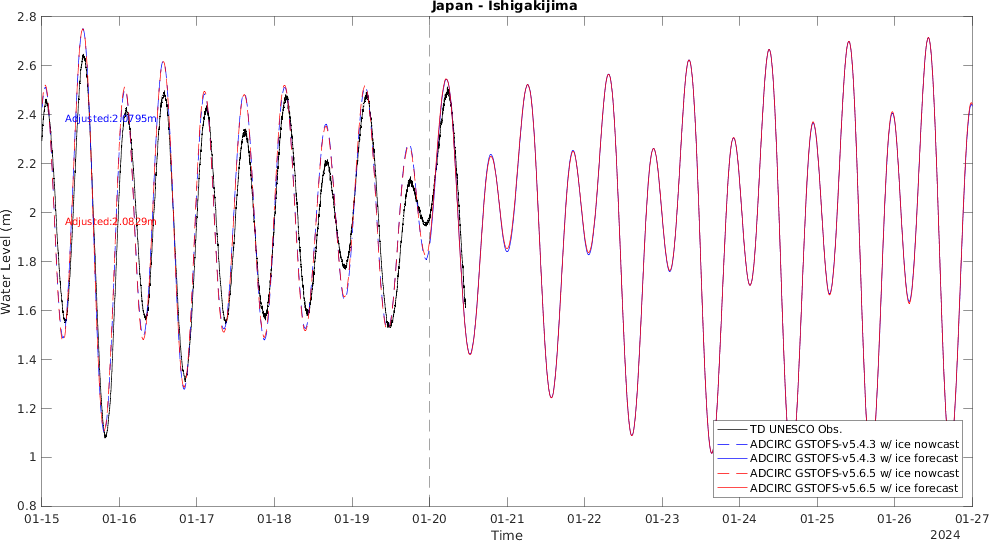 Japan - Ishigakijima
2.8
2.6
2.4
2.2
2
1.8
1.6
1.4
1.2
1
0.8
Water Level (m)
Adjusted:2.0795m
Adjusted:2.0829m
TD UNESCO Obs.
ADCIRC GSTOFS-v5.4.3 w/ ice nowcast
ADCIRC GSTOFS-v5.4.3 w/ ice forecast
ADCIRC GSTOFS-v5.6.5 w/ ice nowcast
ADCIRC GSTOFS-v5.6.5 w/ ice forecast
01-15 01-16 01-17 01-18 01-19 01-20 01-21 01-22 01-23 01-24 01-25 01-26 01-27
Time
2024